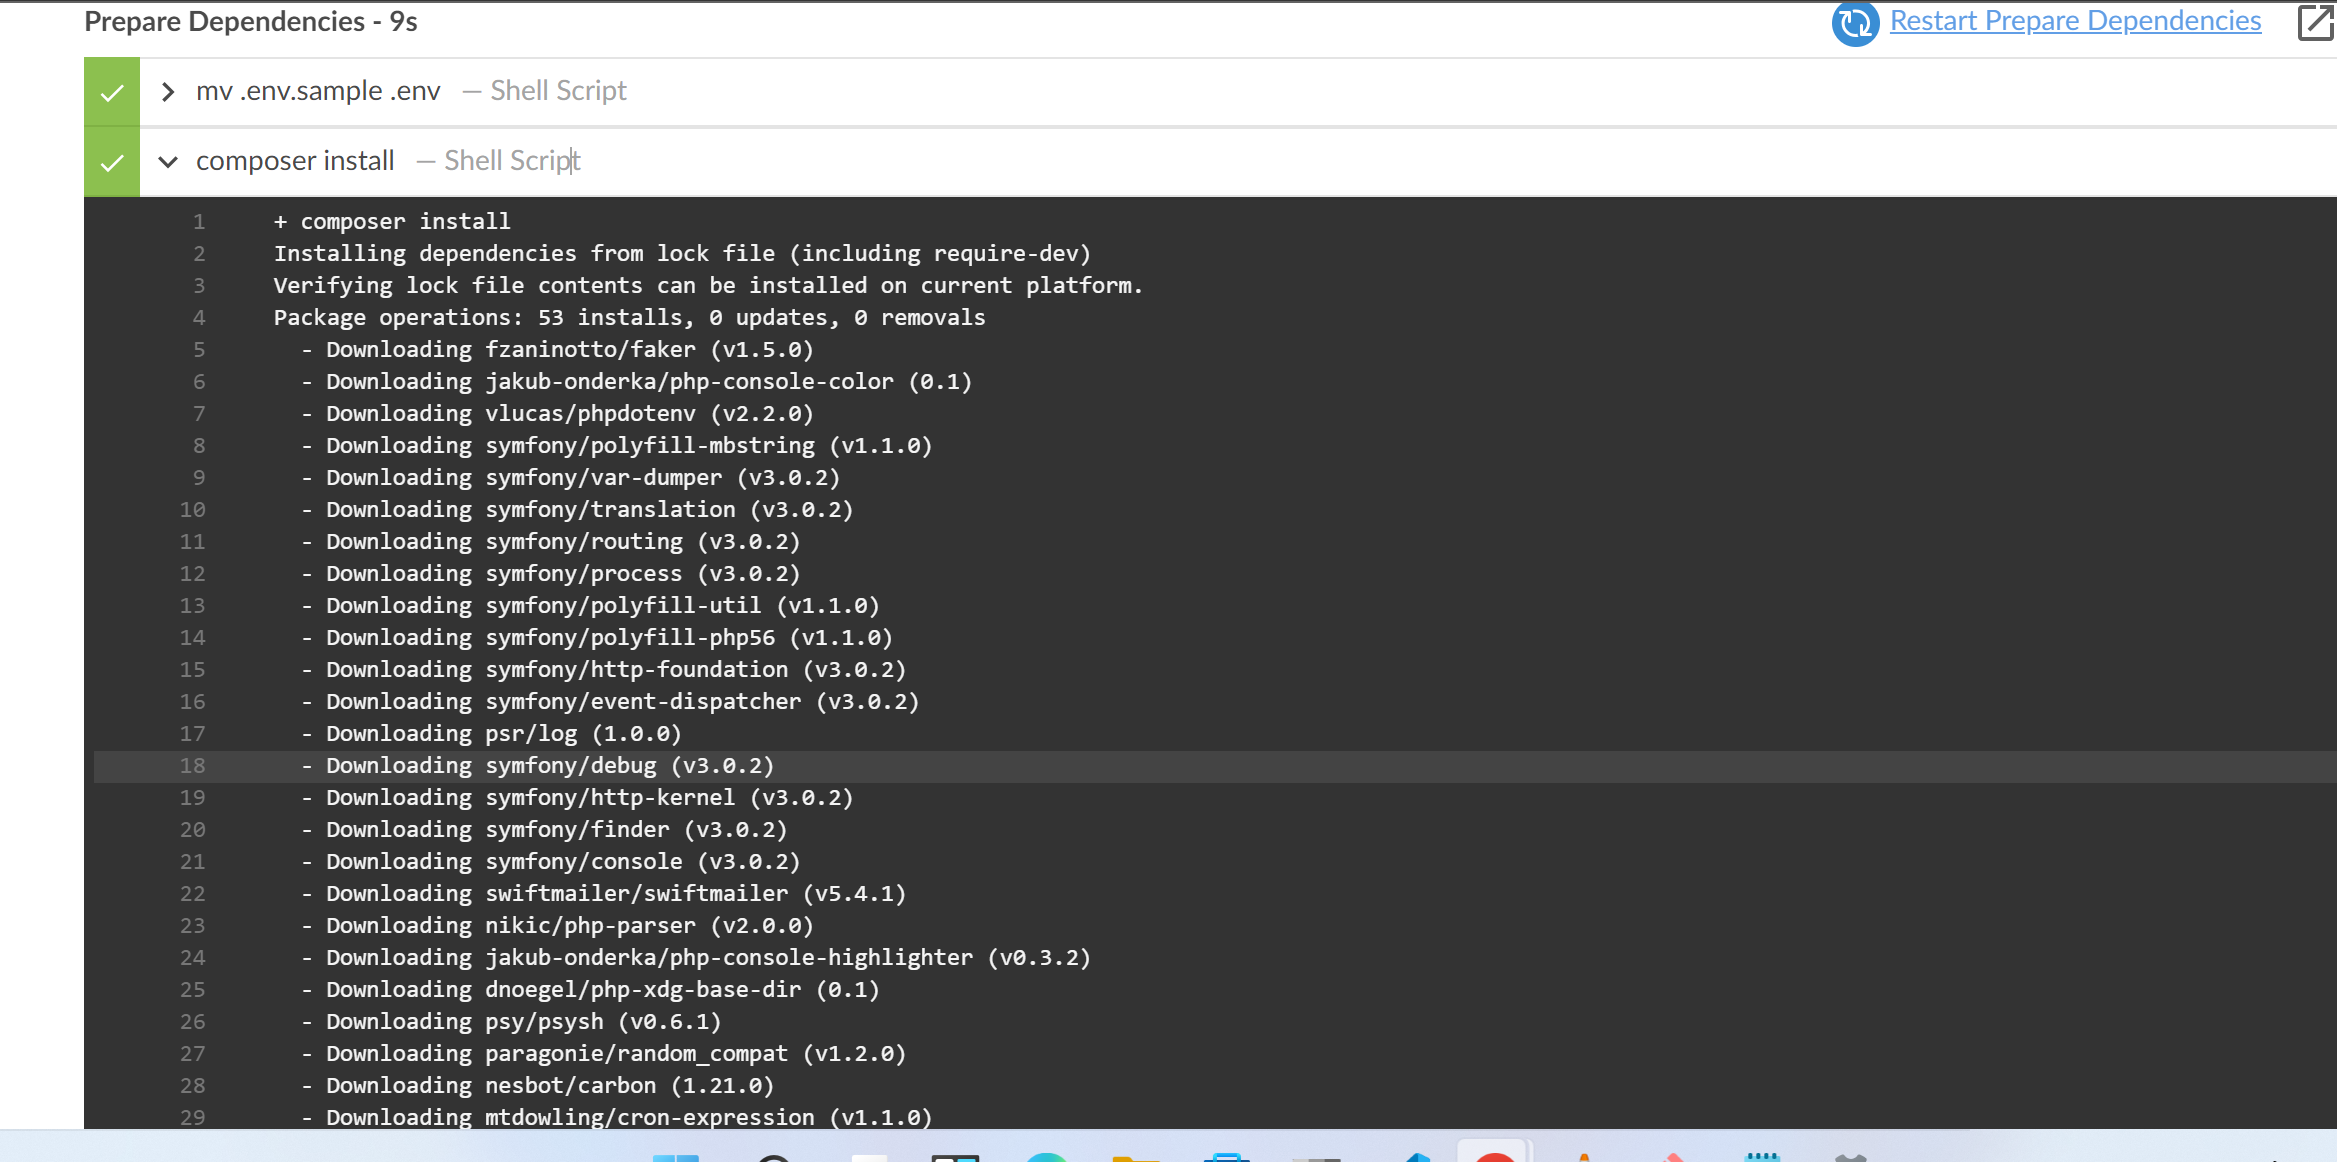 Prepare Dependencies - 9s
Restart Prepare Dependencies
mv .env.sample .env — Shell Script
composer install — Shell Script
1 + composer install
2 Installing dependencies from lock file (including require-dev)
3 Verifying lock file contents can be installed on current platform.
4 Package operations: 53 installs, 0 updates, 0 removals
5 - Downloading fzaninotto/faker (v1.5.0)
6 - Downloading jakub-onderka/php-console-color (0.1)
7 - Downloading vlucas/phpdotenv (v2.2.0)
8 - Downloading symfony/polyfill-mbstring (v1.1.0)
9 - Downloading symfony/var-dumper (v3.0.2)
10 - Downloading symfony/translation (v3.0.2)
11 - Downloading symfony/routing (v3.0.2)
12 - Downloading symfony/process (v3.0.2)
13 - Downloading symfony/polyfill-util (v1.1.0)
14 - Downloading symfony/polyfill-php56 (v1.1.0)
15 - Downloading symfony/http-foundation (v3.0.2)
16 - Downloading symfony/event-dispatcher (v3.0.2)
17 - Downloading psr/log (1.0.0)
18 - Downloading symfony/debug (v3.0.2)
19 - Downloading symfony/http-kernel (v3.0.2)
20 - Downloading symfony/finder (v3.0.2)
21 - Downloading symfony/console (v3.0.2)
22 - Downloading swiftmailer/swiftmailer (v5.4.1)
23 - Downloading nikic/php-parser (v2.0.0)
24 - Downloading jakub-onderka/php-console-highlighter (v0.3.2)
25 - Downloading dnoegel/php-xdg-base-dir (0.1)
26 - Downloading psy/psysh (v0.6.1)
27 - Downloading paragonie/random_compat (v1.2.0)
28 - Downloading nesbot/carbon (1.21.0)
29 - Downloading mtdowling/cron-expression (v1.1.0)